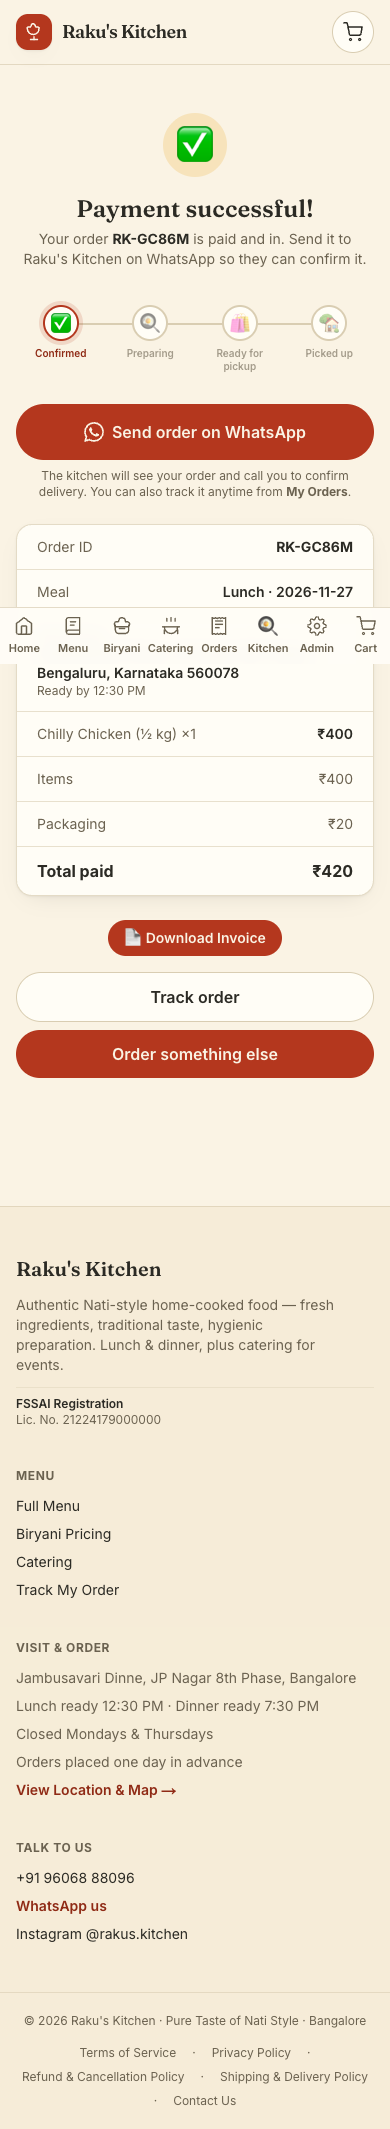 Raku's Kitchen
Payment successful!
Your order RK-GC86M is paid and in. Send it to
Raku's Kitchen on WhatsApp so they can confirm it.
Confirmed
Preparing
Ready for
pickup
Picked up
Send order on WhatsApp
The kitchen will see your order and call you to confirm
delivery. You can also track it anytime from My Orders.
Order ID RK-GC86M
Meal Lunch · 2026-11-27
Home Menu Biryani Catering Orders Kitchen Admin Cart
Bengaluru, Karnataka 560078
Ready by 12:30 PM
Chilly Chicken (½ kg) ×1 ₹400
Items ₹400
Packaging ₹20
Total paid ₹420
Download Invoice
Track order
Order something else
Raku's Kitchen
Authentic Nati-style home-cooked food — fresh
ingredients, traditional taste, hygienic
preparation. Lunch & dinner, plus catering for
events.
FSSAI Registration
Lic. No. 21224179000000
MENU
Full Menu
Biryani Pricing
Catering
Track My Order
VISIT & ORDER
Jambusavari Dinne, JP Nagar 8th Phase, Bangalore
Lunch ready 12:30 PM · Dinner ready 7:30 PM
Closed Mondays & Thursdays
Orders placed one day in advance
View Location & Map →
TALK TO US
+91 96068 88096
WhatsApp us
Instagram @rakus.kitchen
© 2026 Raku's Kitchen · Pure Taste of Nati Style · Bangalore
Terms of Service · Privacy Policy ·
Refund & Cancellation Policy · Shipping & Delivery Policy
· Contact Us